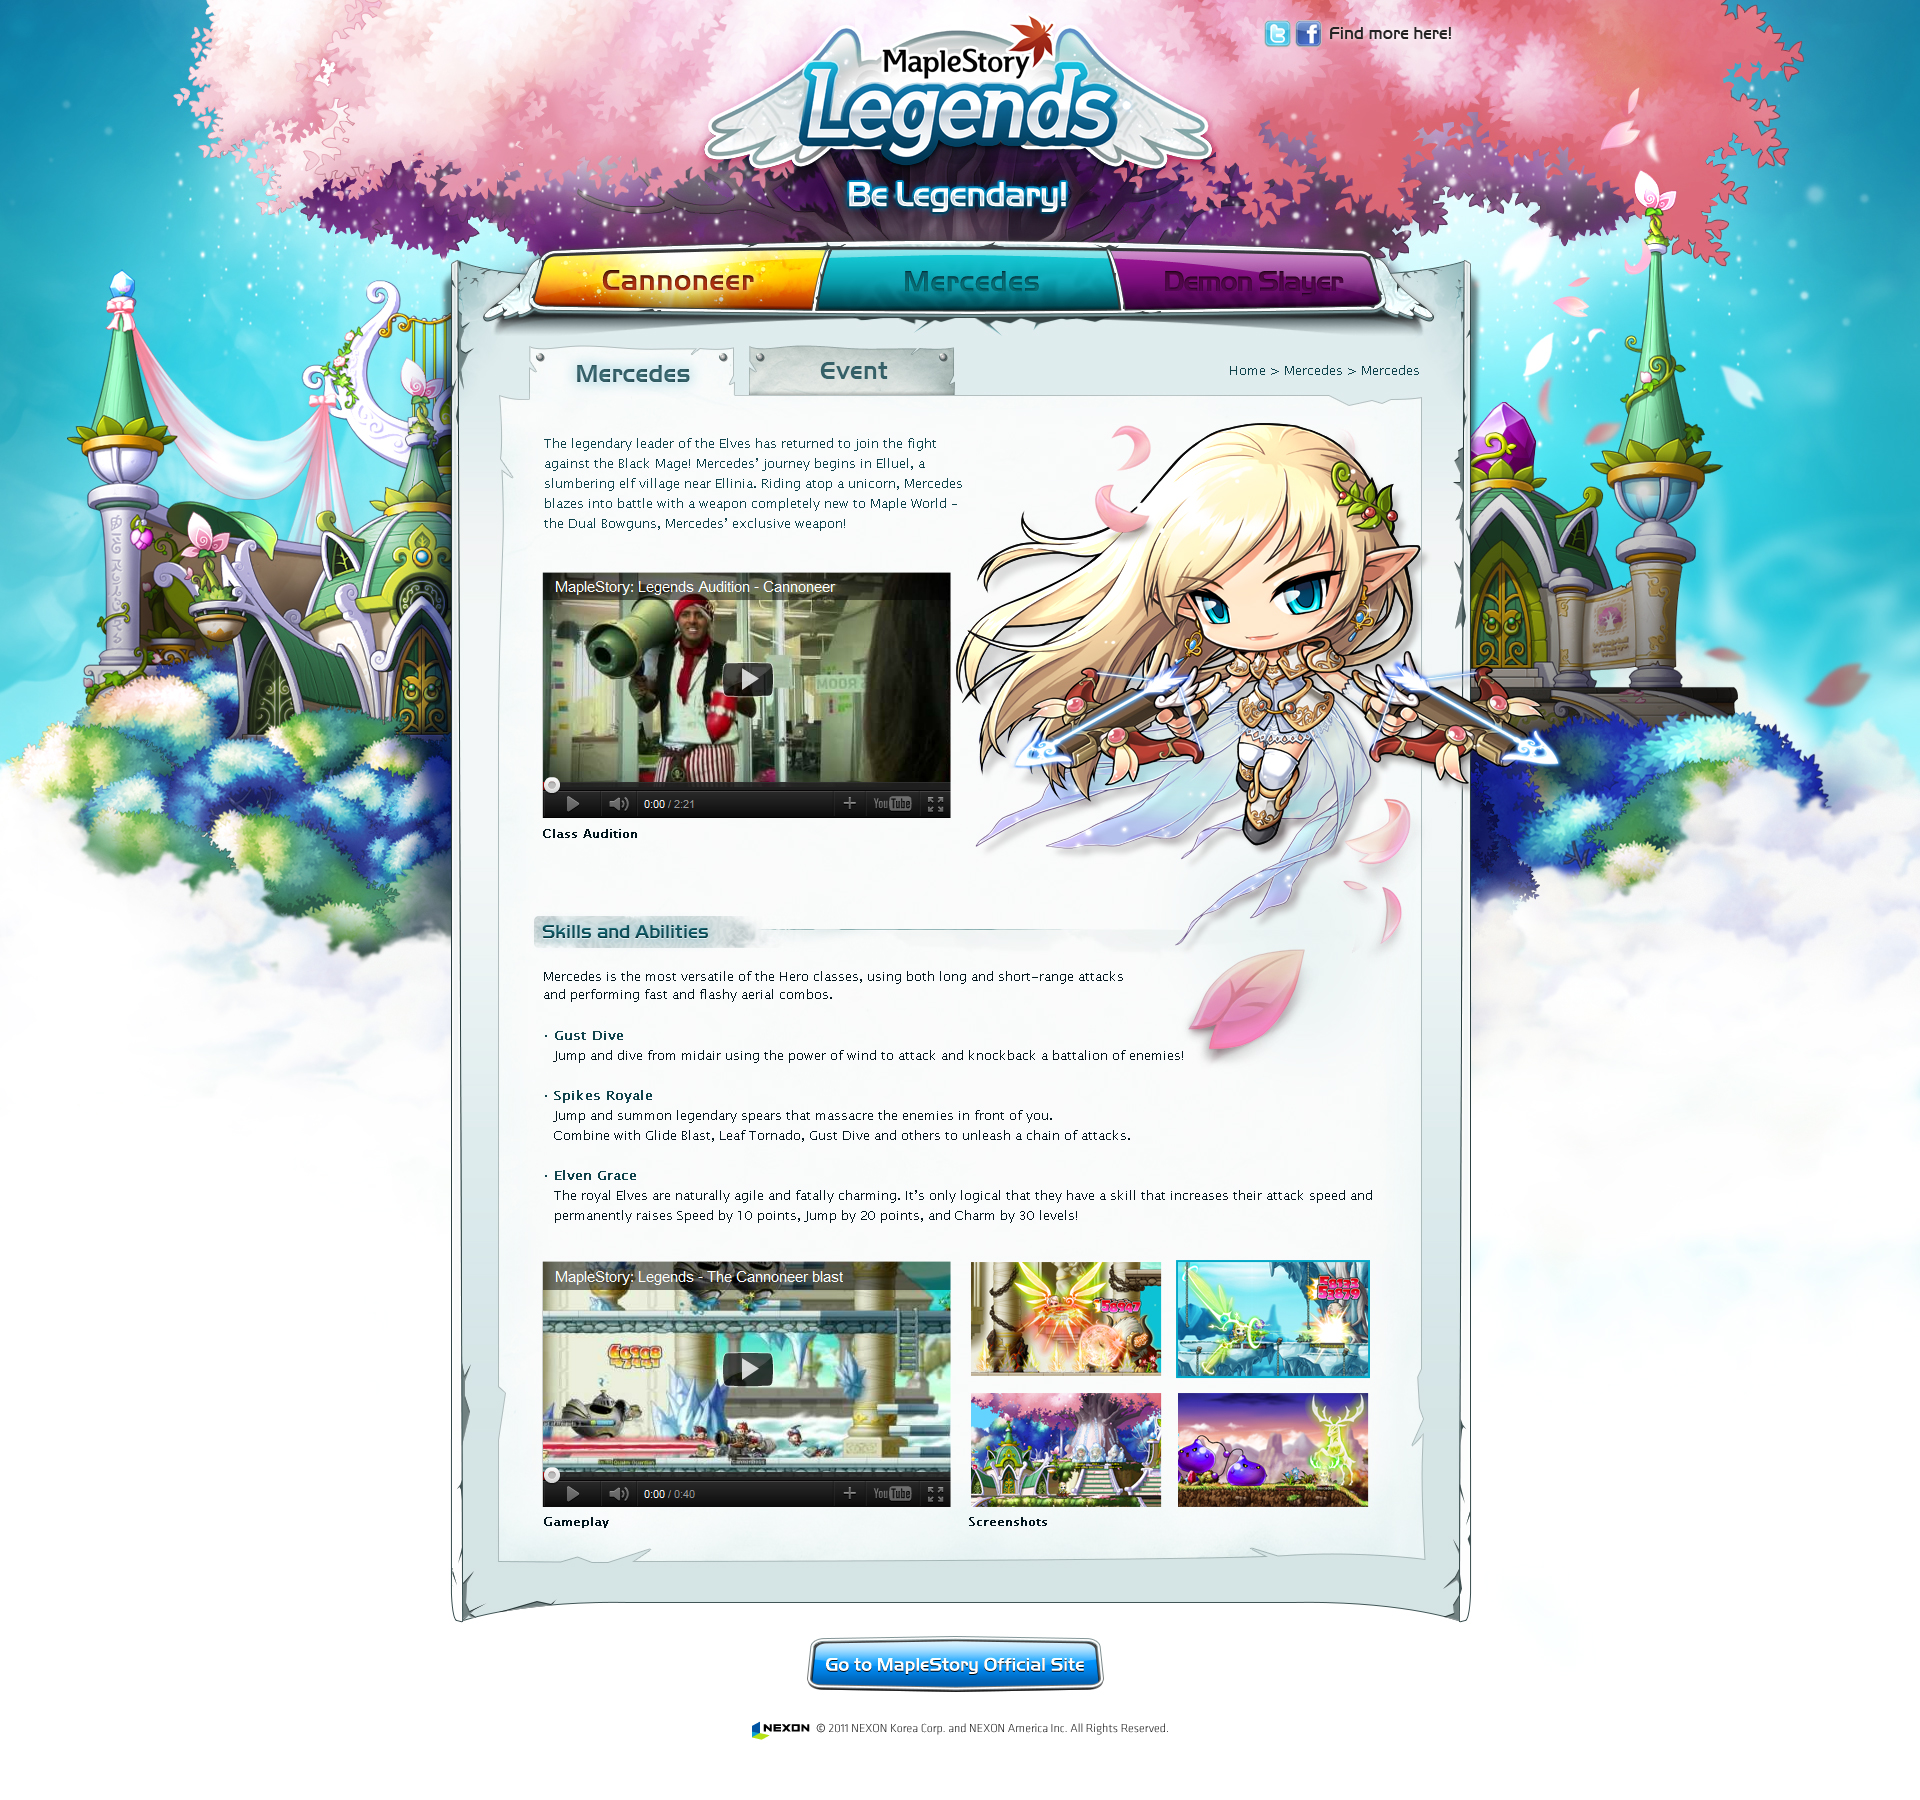 MapleStory
Legends
Be Legendary!
Find more here!
Cannoneer
Mercedes
Demon Slayer
Mercedes
Event
Home > Mercedes > Mercedes
The legendary leader of the Elves has returned to join the fight
against the Black Mage! Mercedes’ journey begins in Elluel, a
slumbering elf village near Ellinia. Riding atop a unicorn, Mercedes
blazes into battle with a weapon completely new to Maple World -
the Dual Bowguns, Mercedes’ exclusive weapon!
MapleStory: Legends Audition - Cannoneer
0:00 / 2:21
YouTube
Class Audition
Skills and Abilities
Mercedes is the most versatile of the Hero classes, using both long and short-range attacks
and performing fast and flashy aerial combos.
· Gust Dive
Jump and dive from midair using the power of wind to attack and knockback a battalion of enemies!
· Spikes Royale
Jump and summon legendary spears that massacre the enemies in front of you.
Combine with Glide Blast, Leaf Tornado, Gust Dive and others to unleash a chain of attacks.
· Elven Grace
The royal Elves are naturally agile and fatally charming. It’s only logical that they have a skill that increases their attack speed and
permanently raises Speed by 10 points, Jump by 20 points, and Charm by 30 levels!
MapleStory: Legends - The Cannoneer blast
0:00 / 0:40
YouTube
Gameplay
Screenshots
Go to MapleStory Official Site
NEXON © 2011 NEXON Korea Corp. and NEXON America Inc. All Rights Reserved.